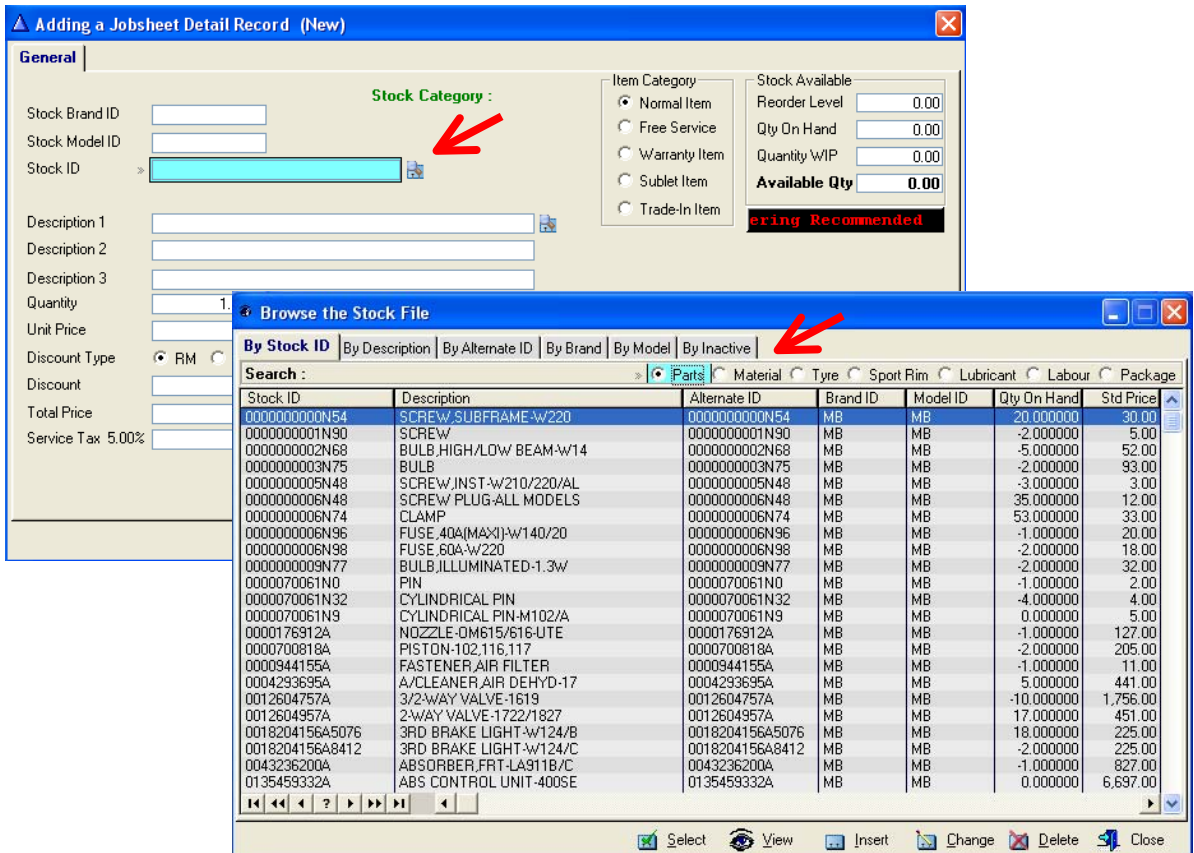 Adding a Jobsheet Detail Record (New)
General
Stock Category :
Stock Brand ID
Stock Model ID
Stock ID »
Item Category
Normal Item
Free Service
Warranty Item
Sublet Item
Trade-In Item
Stock Available
Reorder Level 0.00
Qty On Hand 0.00
Quantity WIP 0.00
Available Qty 0.00
ering Recommended
Description 1
Description 2
Description 3
Quantity 1.
Unit Price
Discount Type RM
Discount
Total Price
Service Tax 5.00%
Browse the Stock File
By Stock ID By Description By Alternate ID By Brand By Model By Inactive
Search : » Parts Material Tyre Sport Rim Lubricant Labour Package
Stock ID Description Alternate ID Brand ID Model ID Qty On Hand Std Price
0000000000N54 SCREW,SUBFRAME-W220 0000000000N54 MB MB 20.000000 30.00
0000000001N90 SCREW 0000000001N90 MB MB -2.000000 5.00
0000000002N68 BULB,HIGH/LOW BEAM-W14 0000000002N68 MB MB -5.000000 52.00
0000000003N75 BULB 0000000003N75 MB MB -2.000000 93.00
0000000005N48 SCREW,INST-W210/220/AL 0000000005N48 MB MB -3.000000 3.00
0000000006N48 SCREW PLUG-ALL MODELS 0000000006N48 MB MB 35.000000 12.00
0000000006N74 CLAMP 0000000006N74 MB MB 53.000000 33.00
0000000006N96 FUSE,40A(MAXI)-W140/20 0000000006N96 MB MB -1.000000 20.00
0000000006N98 FUSE,60A-W220 0000000006N98 MB MB -2.000000 18.00
0000000009N77 BULB,ILLUMINATED-1.3W 0000000009N77 MB MB -2.000000 32.00
0000070061N0 PIN 0000070061N0 MB MB -1.000000 2.00
0000070061N32 CYLINDRICAL PIN 0000070061N32 MB MB -4.000000 4.00
0000070061N9 CYLINDRICAL PIN-M102/A 0000070061N9 MB MB 0.000000 5.00
0000176912A NOZZLE-OM615/616-UTE 0000176912A MB MB -1.000000 127.00
0000700818A PISTON-102,116,117 0000700818A MB MB -2.000000 205.00
0000944155A FASTENER,AIR FILTER 0000944155A MB MB -1.000000 11.00
0004293695A A/CLEANER,AIR DEHYD-17 0004293695A MB MB 5.000000 441.00
0012604757A 3/2-WAY VALVE-1619 0012604757A MB MB -10.000000 1,756.00
0012604957A 2-WAY VALVE-1722/1827 0012604957A MB MB 17.000000 451.00
0018204156A5076 3RD BRAKE LIGHT-W124/B 0018204156A5076 MB MB 18.000000 225.00
0018204156A8412 3RD BRAKE LIGHT-W124/C 0018204156A8412 MB MB -2.000000 225.00
0043236200A ABSORBER,FRT-LA911B/C 0043236200A MB MB -1.000000 827.00
0135459332A ABS CONTROL UNIT-400SE 0135459332A MB MB 0.000000 6,697.00
?
Select View Insert Change Delete Close